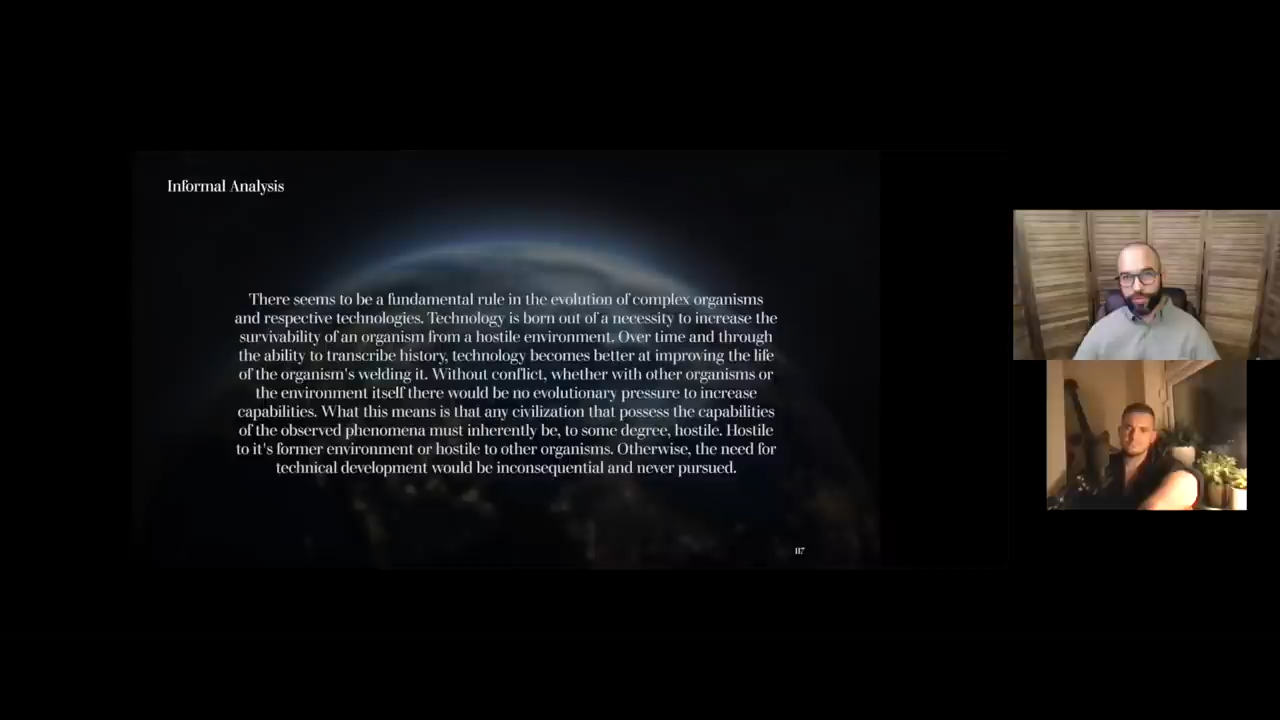 Informal Analysis
There seems to be a fundamental rule in the evolution of complex organisms
and respective technologies. Technology is born out of a necessity to increase the
survivability of an organism from a hostile environment. Over time and through
the ability to transcribe history, technology becomes better at improving the life
of the organism's welding it. Without conflict, whether with other organisms or
the environment itself there would be no evolutionary pressure to increase
capabilities. What this means is that any civilization that possess the capabilities
of the observed phenomena must inherently be, to some degree, hostile. Hostile
to it's former environment or hostile to other organisms. Otherwise, the need for
technical development would be inconsequential and never pursued.
117